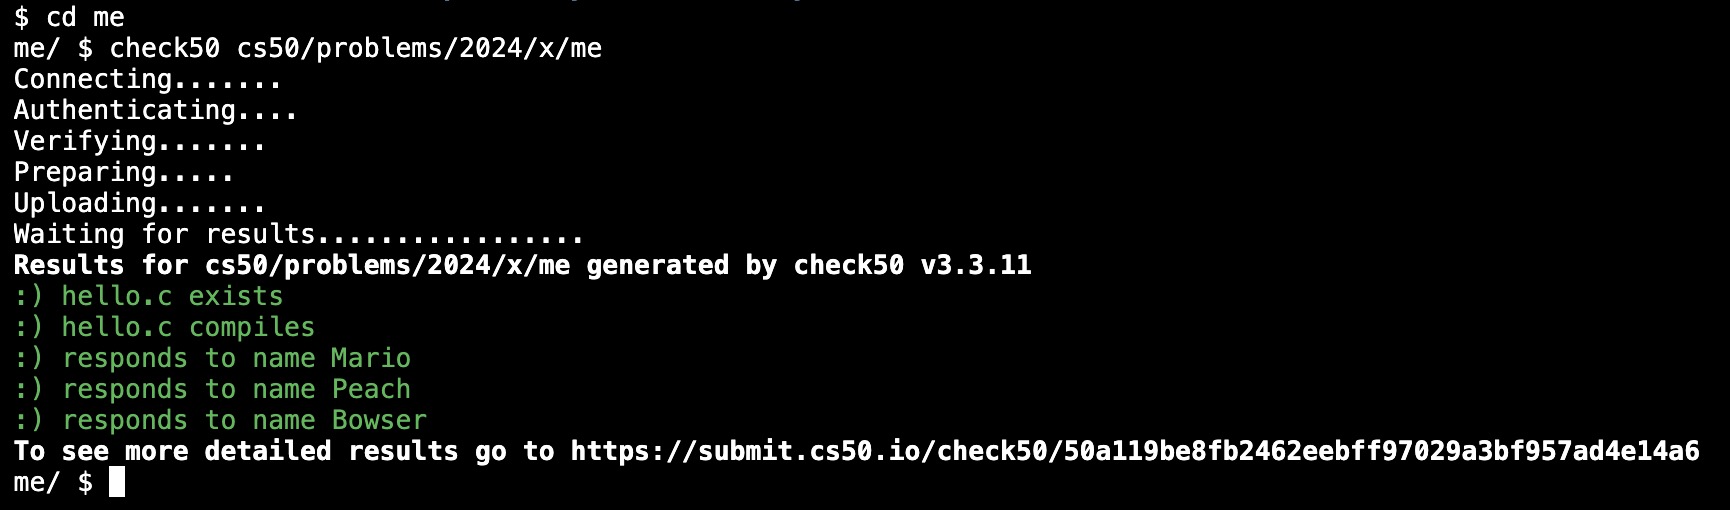 $ cd me
me/ $ check50 cs50/problems/2024/x/me
Connecting.......
Authenticating....
Verifying.......
Preparing.....
Uploading.......
Waiting for results.................
Results for cs50/problems/2024/x/me generated by check50 v3.3.11
:) hello.c exists
:) hello.c compiles
:) responds to name Mario
:) responds to name Peach
:) responds to name Bowser
To see more detailed results go to https://submit.cs50.io/check50/50a119be8fb2462eebff97029a3bf957ad4e14a6
me/ $